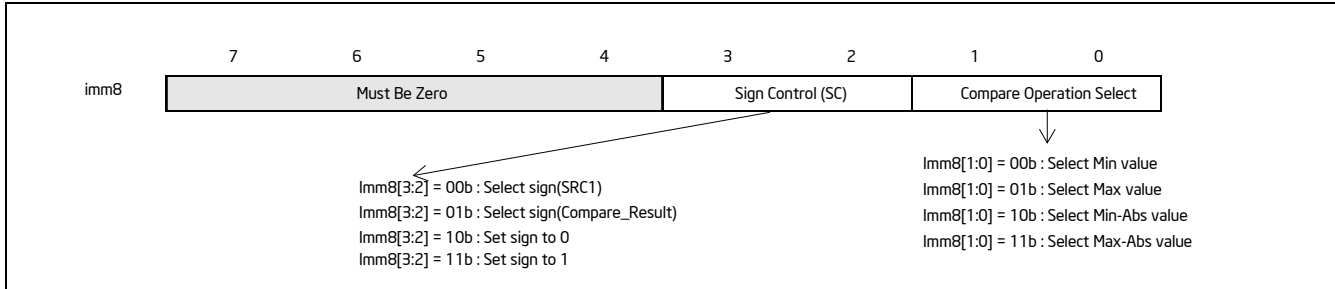 7 6 5 4 3 2 1 0
imm8 Must Be Zero Sign Control (SC) Compare Operation Select
Imm8[3:2] = 00b : Select sign(SRC1)
Imm8[3:2] = 01b : Select sign(Compare_Result)
Imm8[3:2] = 10b : Set sign to 0
Imm8[3:2] = 11b : Set sign to 1
Imm8[1:0] = 00b : Select Min value
Imm8[1:0] = 01b : Select Max value
Imm8[1:0] = 10b : Select Min-Abs value
Imm8[1:0] = 11b : Select Max-Abs value